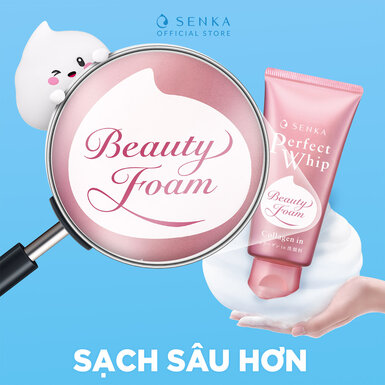 SENKA
OFFICIAL STORE
Beauty
Foam
SENKA
Perfect
Whip
Beauty
Foam
Collagen in
SẠCH SÂU HƠN